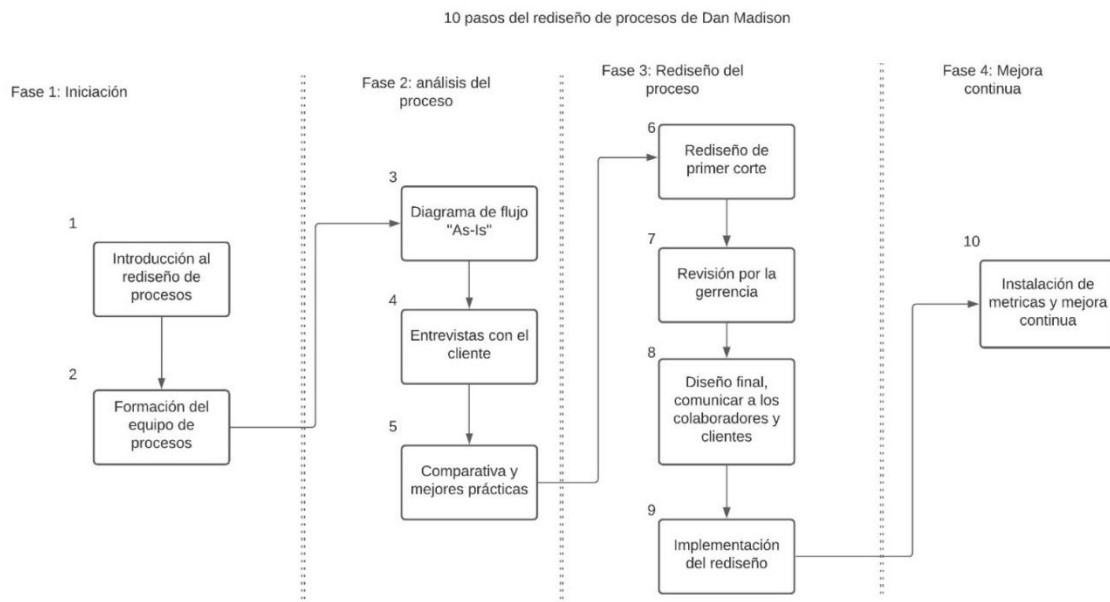 10 pasos del rediseño de procesos de Dan Madison
Fase 1: Iniciación
1
Introducción al
rediseño de
procesos
2
Formación del
equipo de
procesos
Fase 2: análisis del
proceso
3
Diagrama de flujo
"As-Is"
4
Entrevistas con el
cliente
5
Comparativa y
mejores prácticas
Fase 3: Rediseño del
proceso
6
Rediseño de
primer corte
7
Revisión por la
gerrencia
8
Diseño final,
comunicar a los
colaboradores y
clientes
9
Implementación
del rediseño
Fase 4: Mejora
continua
10
Instalación de
metricas y mejora
continua